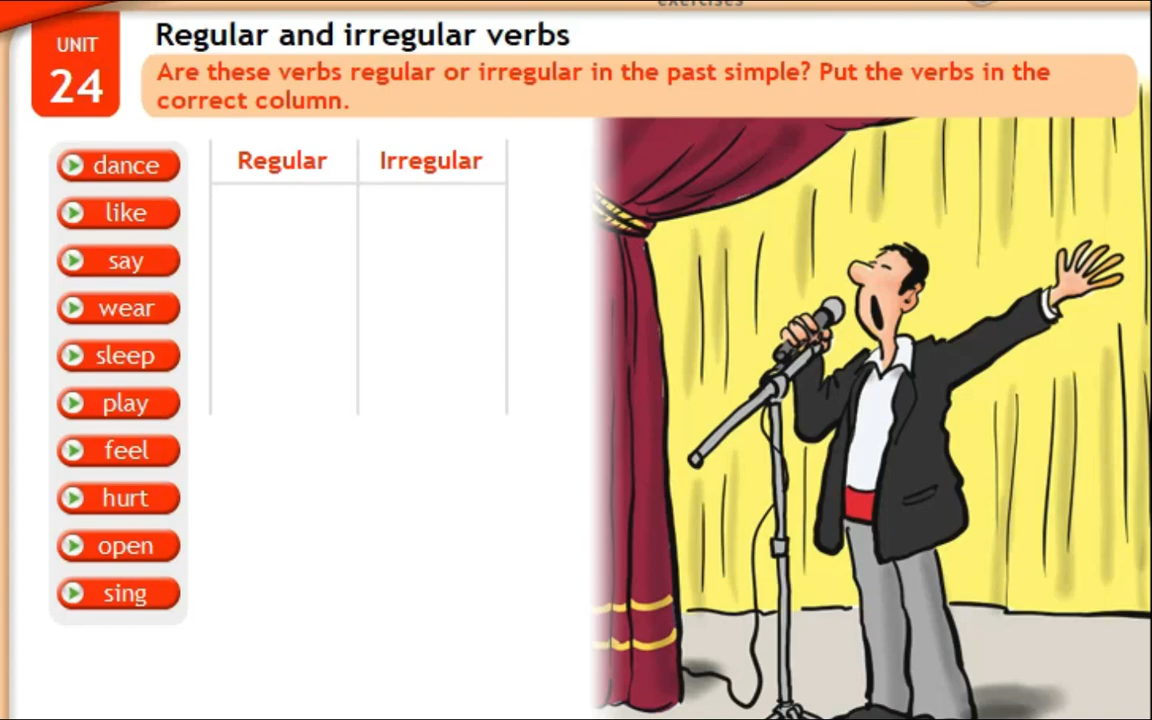 exercises
UNIT
24
Regular and irregular verbs
Are these verbs regular or irregular in the past simple? Put the verbs in the
correct column.
Regular Irregular
dance
like
say
wear
sleep
play
feel
hurt
open
sing